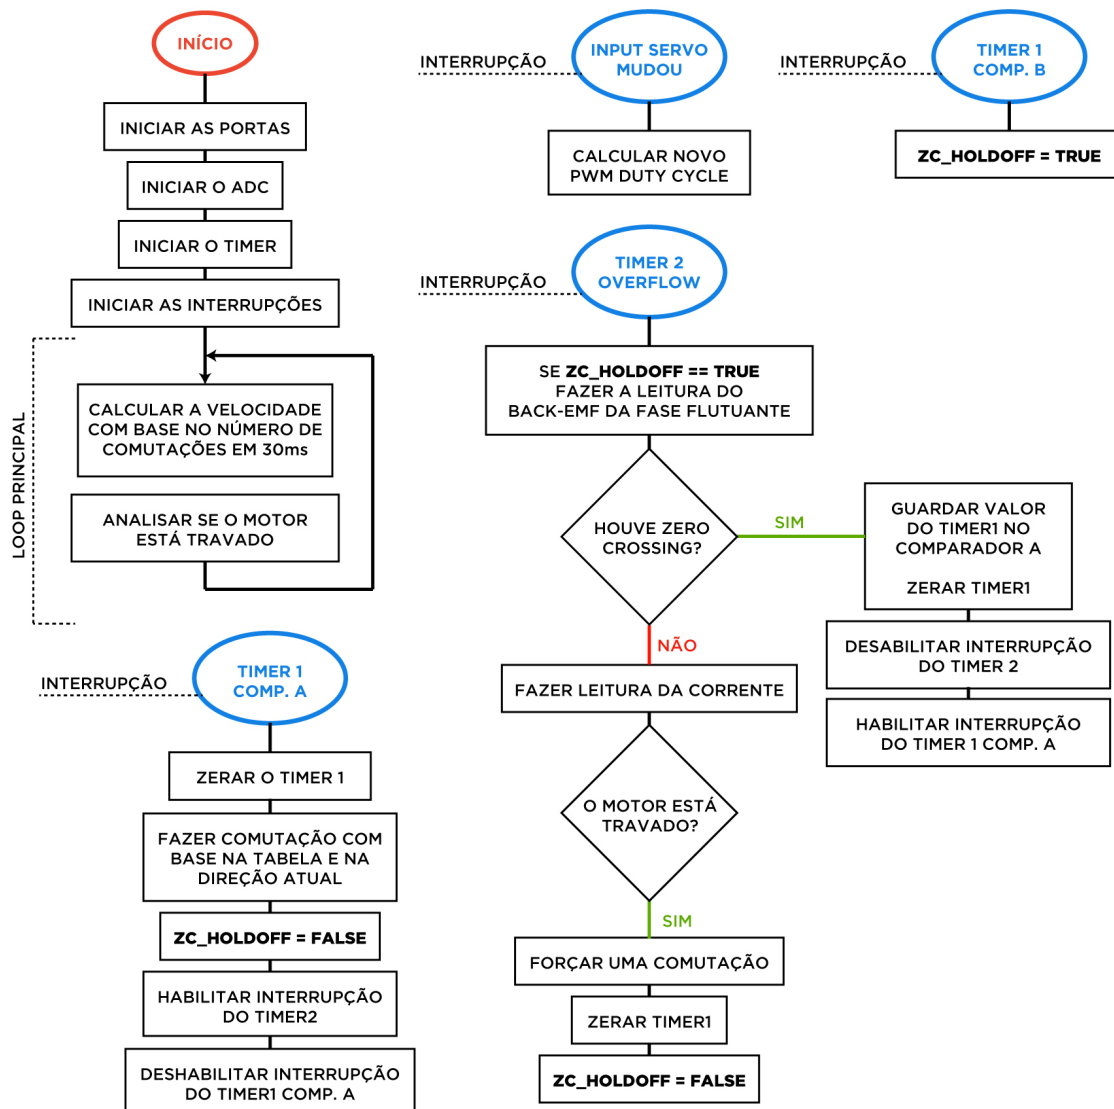 INÍCIO
INICIAR AS PORTAS
INICIAR O ADC
INICIAR O TIMER
INICIAR AS INTERRUPÇÕES
LOOP PRINCIPAL
CALCULAR A VELOCIDADE
COM BASE NO NÚMERO DE
COMUTAÇÕES EM 30ms
ANALISAR SE O MOTOR
ESTÁ TRAVADO
INTERRUPÇÃO
TIMER 1
COMP. A
ZERAR O TIMER 1
FAZER COMUTAÇÃO COM
BASE NA TABELA E NA
DIREÇÃO ATUAL
ZC_HOLDOFF = FALSE
HABILITAR INTERRUPÇÃO
DO TIMER2
DESHABILITAR INTERRUPÇÃO
DO TIMER1 COMP. A
INTERRUPÇÃO
INPUT SERVO
MUDOU
CALCULAR NOVO
PWM DUTY CYCLE
INTERRUPÇÃO
TIMER 1
COMP. B
ZC_HOLDOFF = TRUE
INTERRUPÇÃO
TIMER 2
OVERFLOW
SE ZC_HOLDOFF == TRUE
FAZER A LEITURA DO
BACK-EMF DA FASE FLUTUANTE
HOUVE ZERO
CROSSING?
SIM
GUARDAR VALOR
DO TIMER1 NO
COMPARADOR A
ZERAR TIMER1
DESABILITAR INTERRUPÇÃO
DO TIMER 2
HABILITAR INTERRUPÇÃO
DO TIMER 1 COMP. A
NÃO
FAZER LEITURA DA CORRENTE
O MOTOR ESTÁ
TRAVADO?
SIM
FORÇAR UMA COMUTAÇÃO
ZERAR TIMER1
ZC_HOLDOFF = FALSE